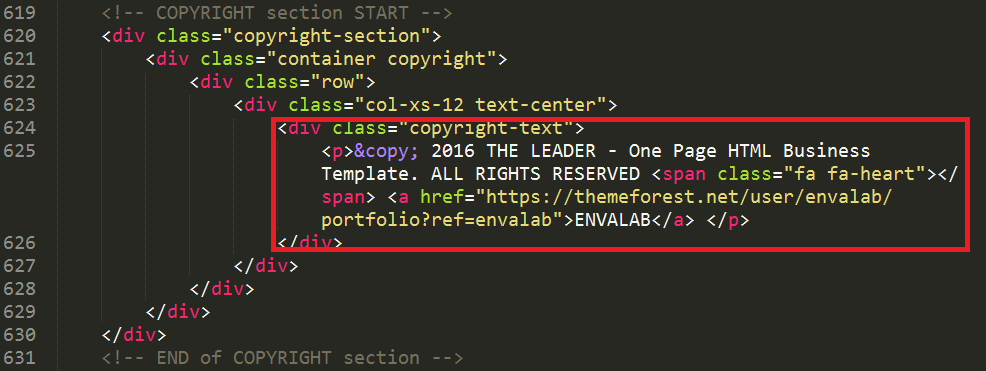 619 <!-- COPYRIGHT section START -->
620 <div class="copyright-section">
621 <div class="container copyright">
622 <div class="row">
623 <div class="col-xs-12 text-center">
624 <div class="copyright-text">
625 <p>&copy; 2016 THE LEADER - One Page HTML Business
Template. ALL RIGHTS RESERVED <span class="fa fa-heart"></
span> <a href="https://themeforest.net/user/envalab/
portfolio?ref=envalab">ENVALAB</a> </p>
626 </div>
627 </div>
628 </div>
629 </div>
630 </div>
631 <!-- END of COPYRIGHT section -->